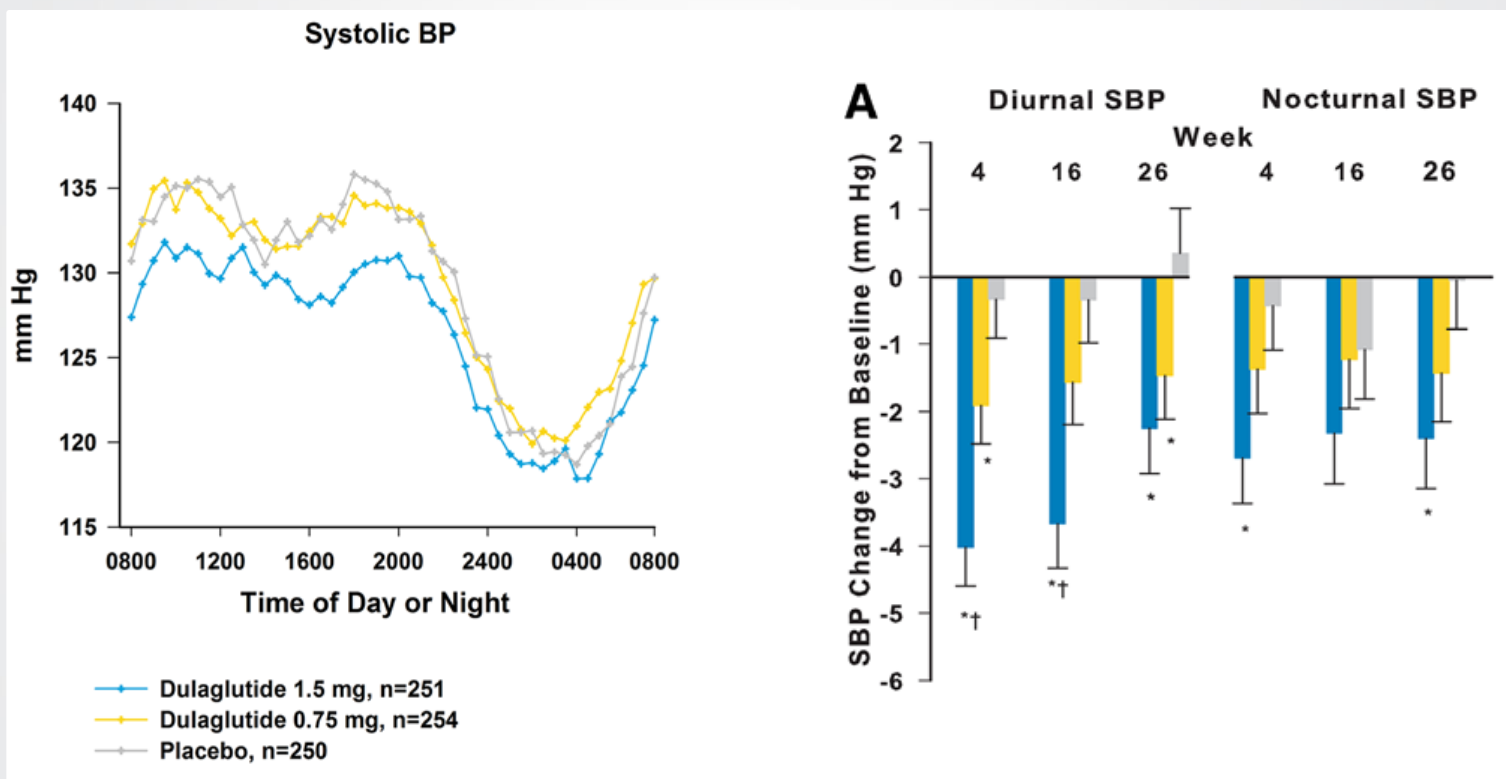 Systolic BP
140
135
130
125
120
115
mm Hg
0800 1200 1600 2000 2400 0400 0800
Time of Day or Night
Dulaglutide 1.5 mg, n=251
Dulaglutide 0.75 mg, n=254
Placebo, n=250
A
Diurnal SBP Nocturnal SBP
Week
4 16 26 4 16 26
SBP Change from Baseline (mm Hg)
2
1
0
-1
-2
-3
-4
-5
-6
*† * *† * * * *